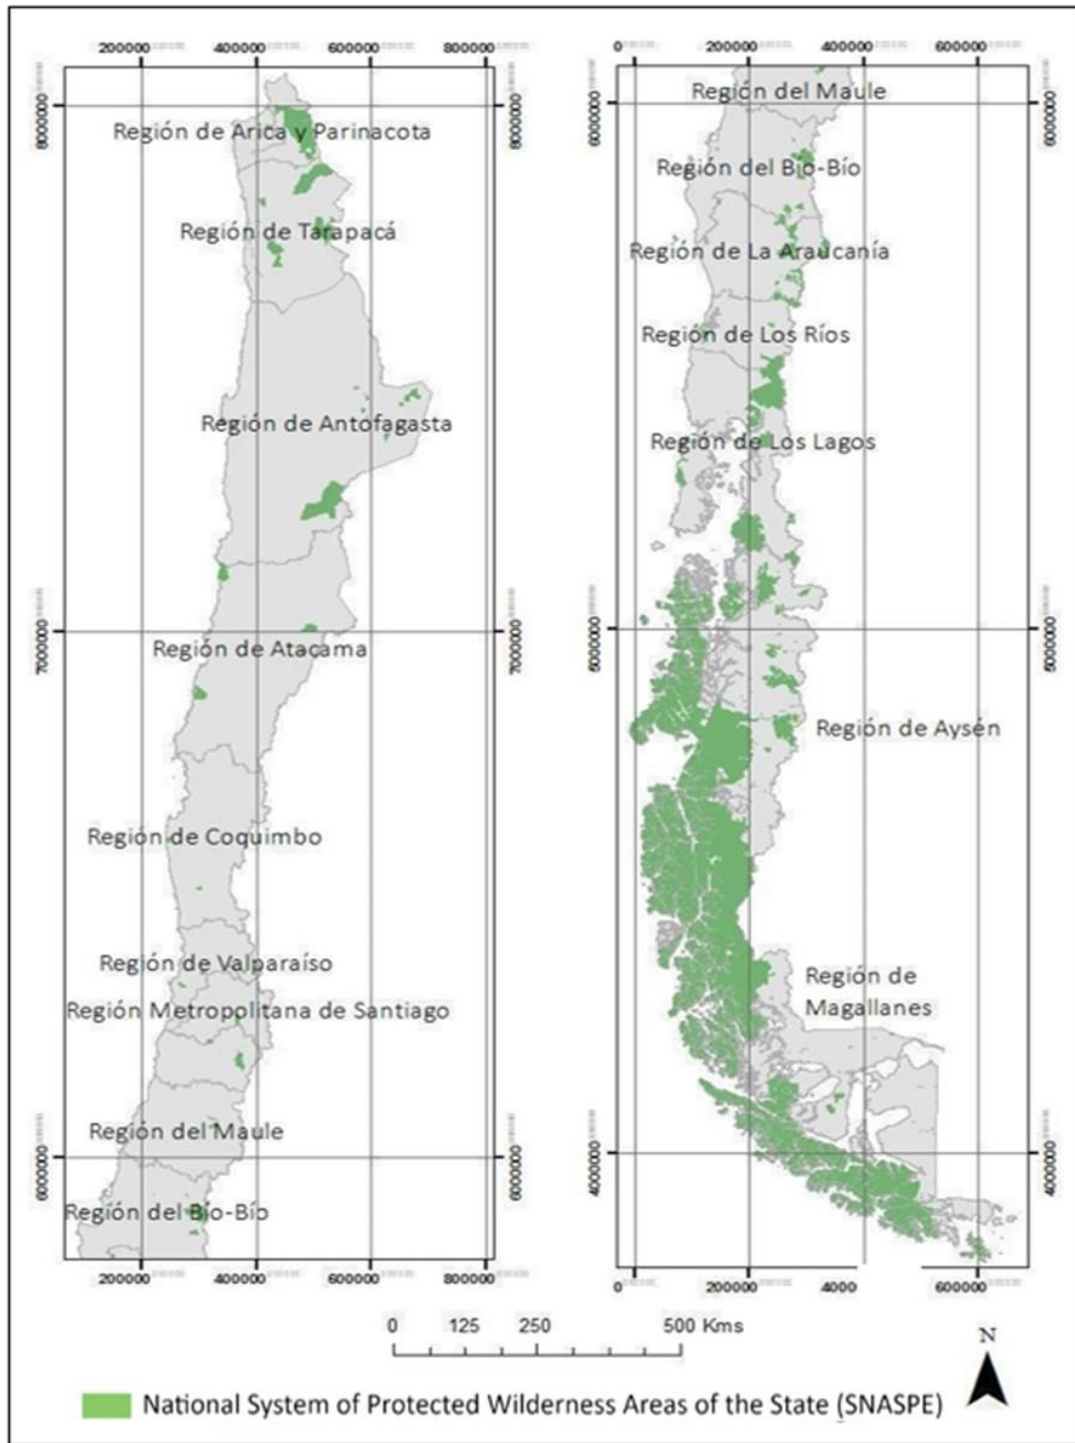 200000 400000 600000 800000
8000000 8000000
Región de Arica y Parinacota
Región de Tarapacá
Región de Antofagasta
7000000 7000000
Región de Atacama
Región de Coquimbo
Región de Valparaíso
Región Metropolitana de Santiago
Región del Maule
6000000 6000000
Región del Bío-Bío
200000 400000 600000 800000
0 200000 400000 600000
6000000 6000000
Región del Maule
Región del Bío-Bío
Región de La Araucanía
Región de Los Ríos
Región de Los Lagos
6000000 6000000
Región de Aysén
Región de
Magallanes
4000000 4000000
0 200000 4000 600000
0 125 250 500 Kms
N
National System of Protected Wilderness Areas of the State (SNASPE)